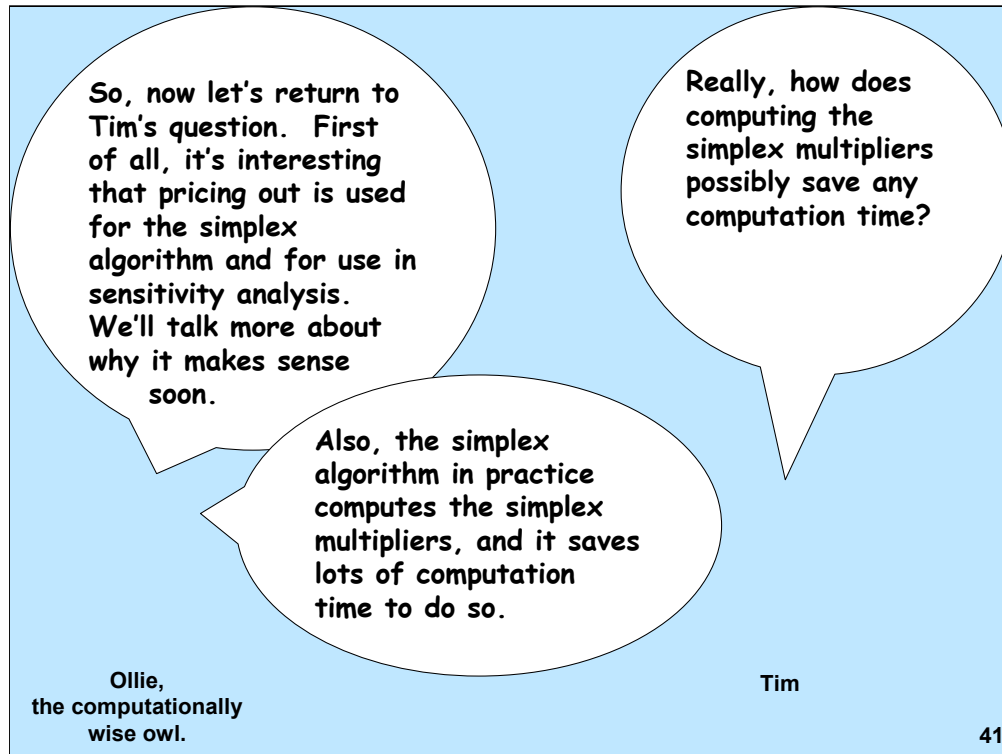 So, now let's return to
Tim's question.  First
of all, it's interesting
that pricing out is used
for the simplex
algorithm and for use in
sensitivity analysis.
We'll talk more about
why it makes sense
soon.
Also, the simplex
algorithm in practice
computes the simplex
multipliers, and it saves
lots of computation
time to do so.
Really, how does
computing the
simplex multipliers
possibly save any
computation time?
Ollie,
the computationally
wise owl.
Tim
41